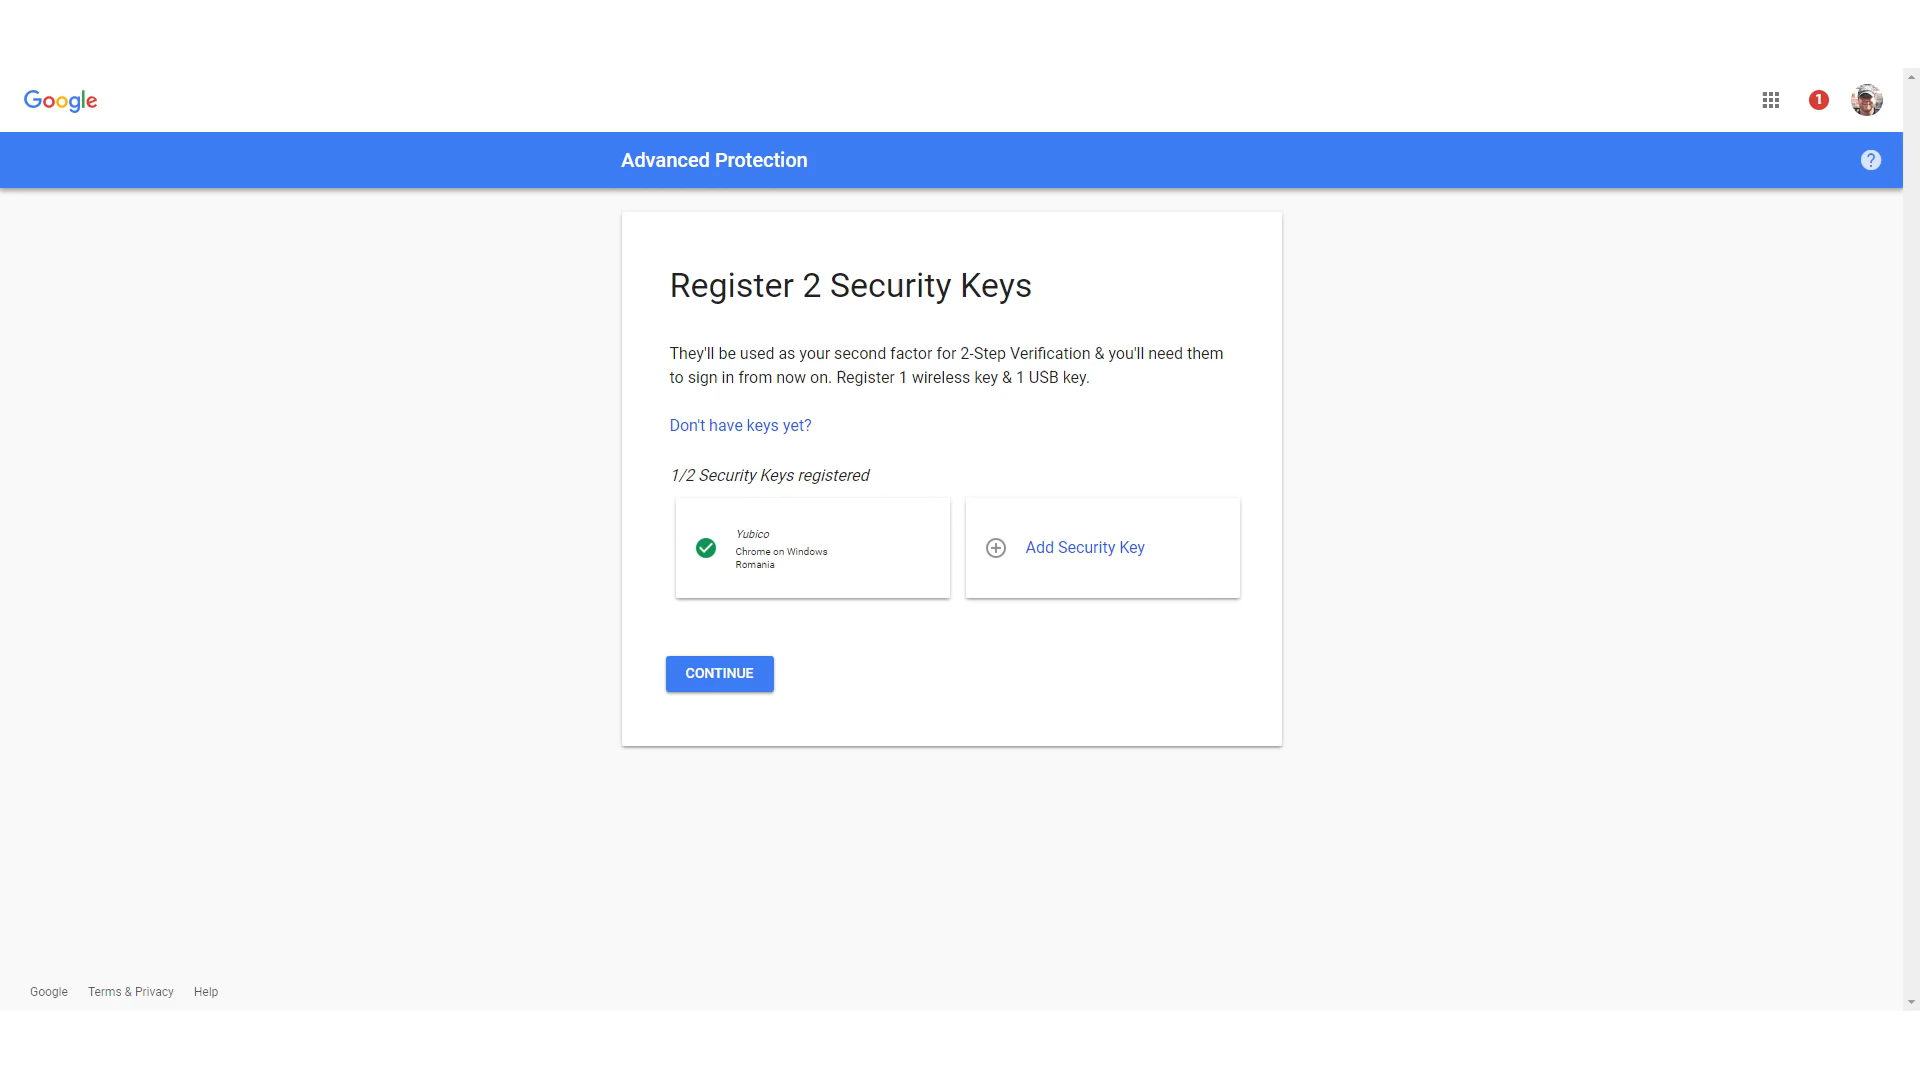 Google
1
Advanced Protection
?
Register 2 Security Keys
They'll be used as your second factor for 2-Step Verification & you'll need them
to sign in from now on. Register 1 wireless key & 1 USB key.
Don't have keys yet?
1/2 Security Keys registered
Yubico
Chrome on Windows
Romania
Add Security Key
CONTINUE
Google Terms & Privacy Help